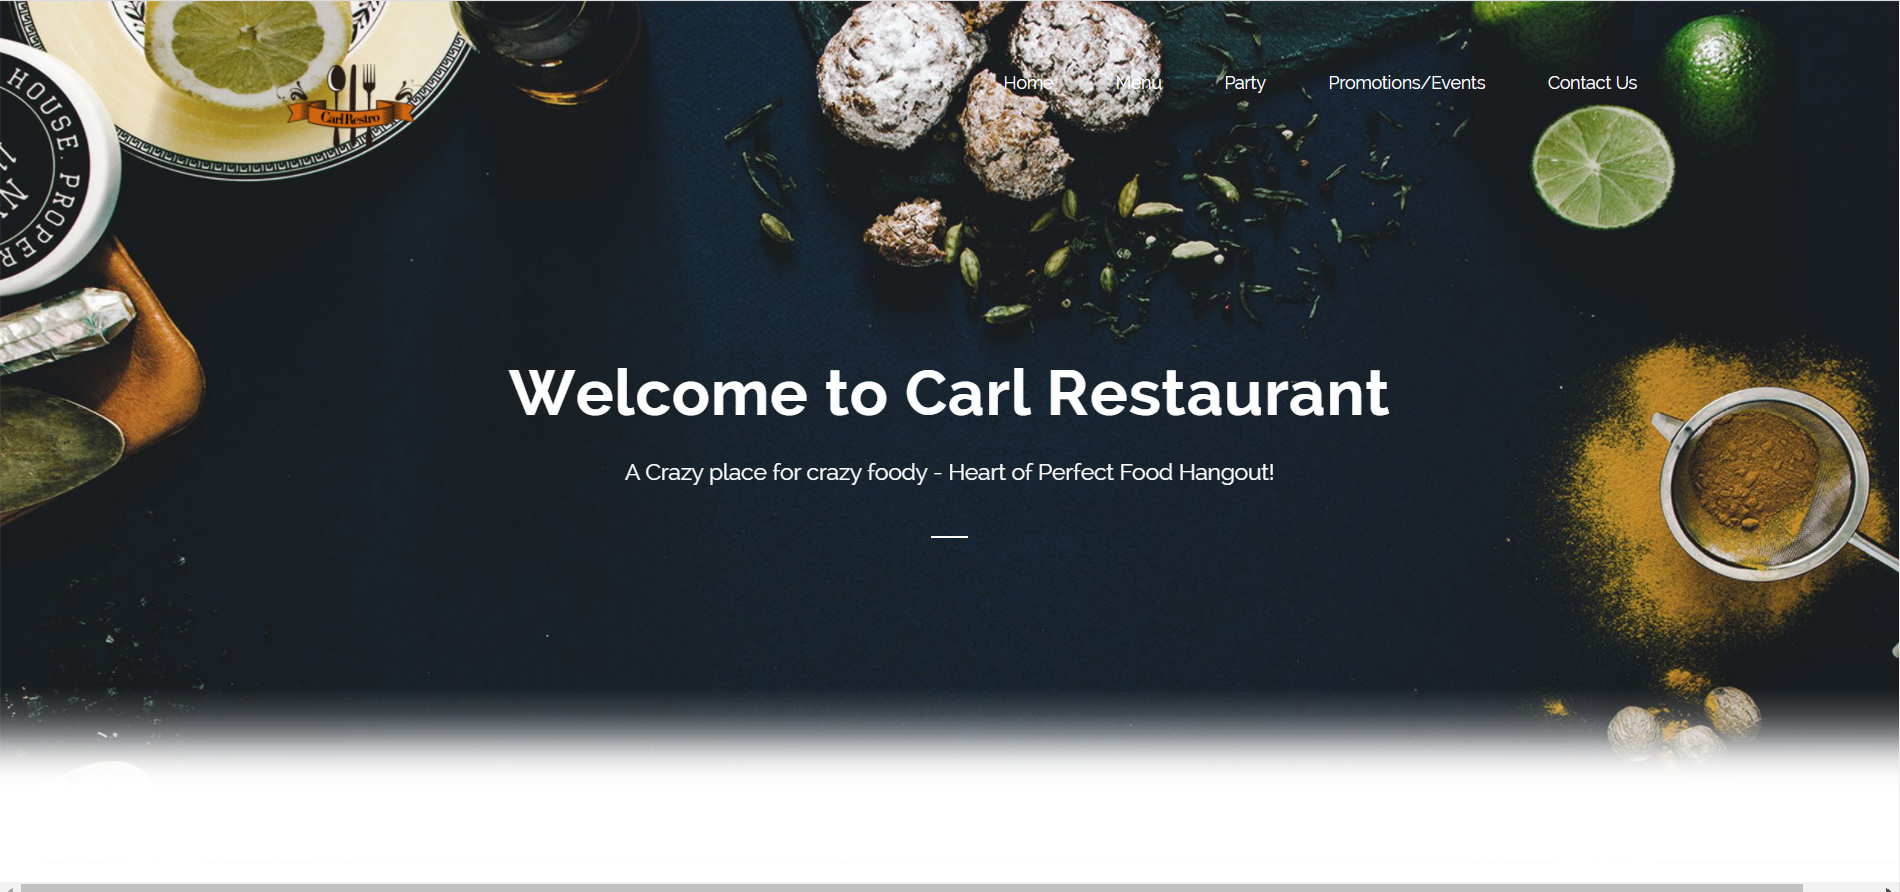 HOUSE. PROPER
Carl Restro
Home
Menu
Party
Promotions/Events
Contact Us
Welcome to Carl Restaurant
A Crazy place for crazy foody - Heart of Perfect Food Hangout!